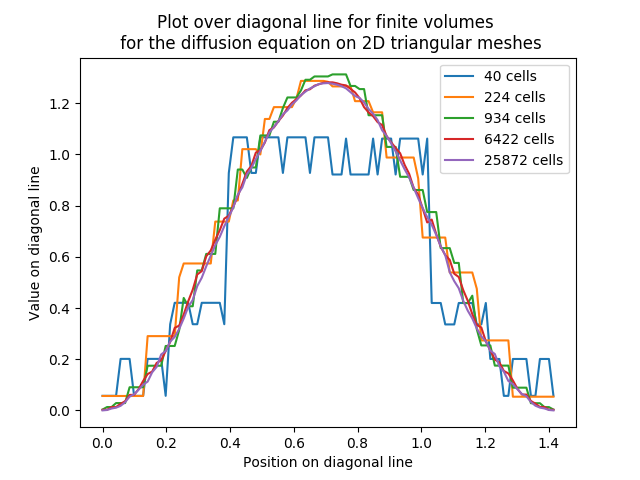 Plot over diagonal line for finite volumes
for the diffusion equation on 2D triangular meshes
40 cells
224 cells
934 cells
6422 cells
25872 cells
Value on diagonal line
1.2
1.0
0.8
0.6
0.4
0.2
0.0
0.0 0.2 0.4 0.6 0.8 1.0 1.2 1.4
Position on diagonal line